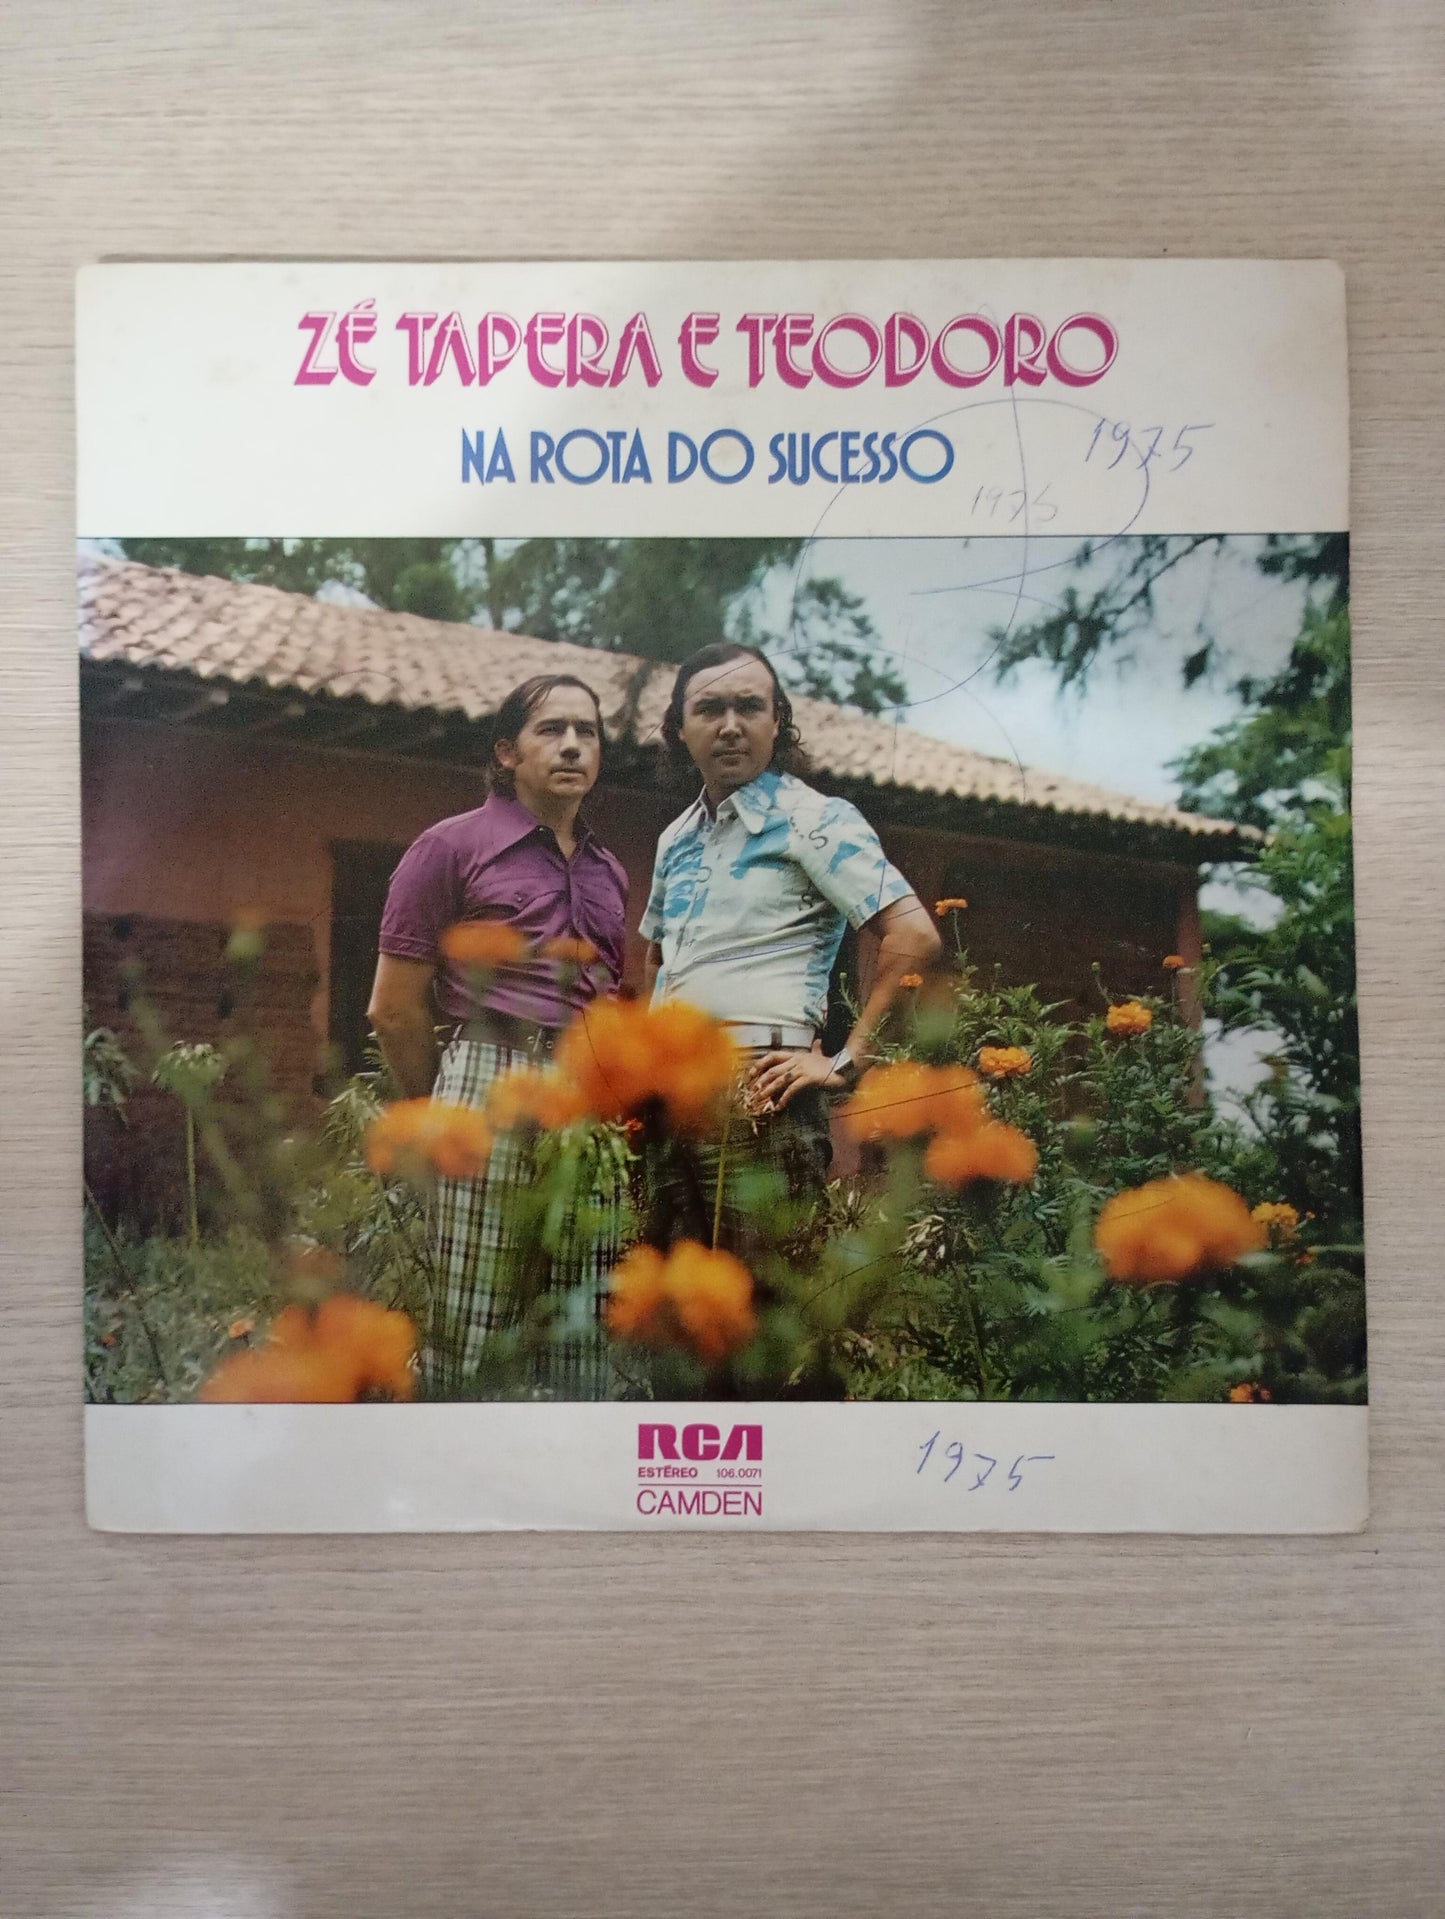 ZÉ TAPERA E TEODORO
NA ROTA DO SUCESSO
1975
1975
RCA
ESTÉREO 106.0071
CAMDEN
1975